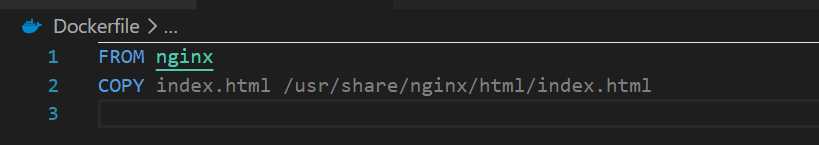 Dockerfile > ...
1 FROM nginx
2 COPY index.html /usr/share/nginx/html/index.html
3